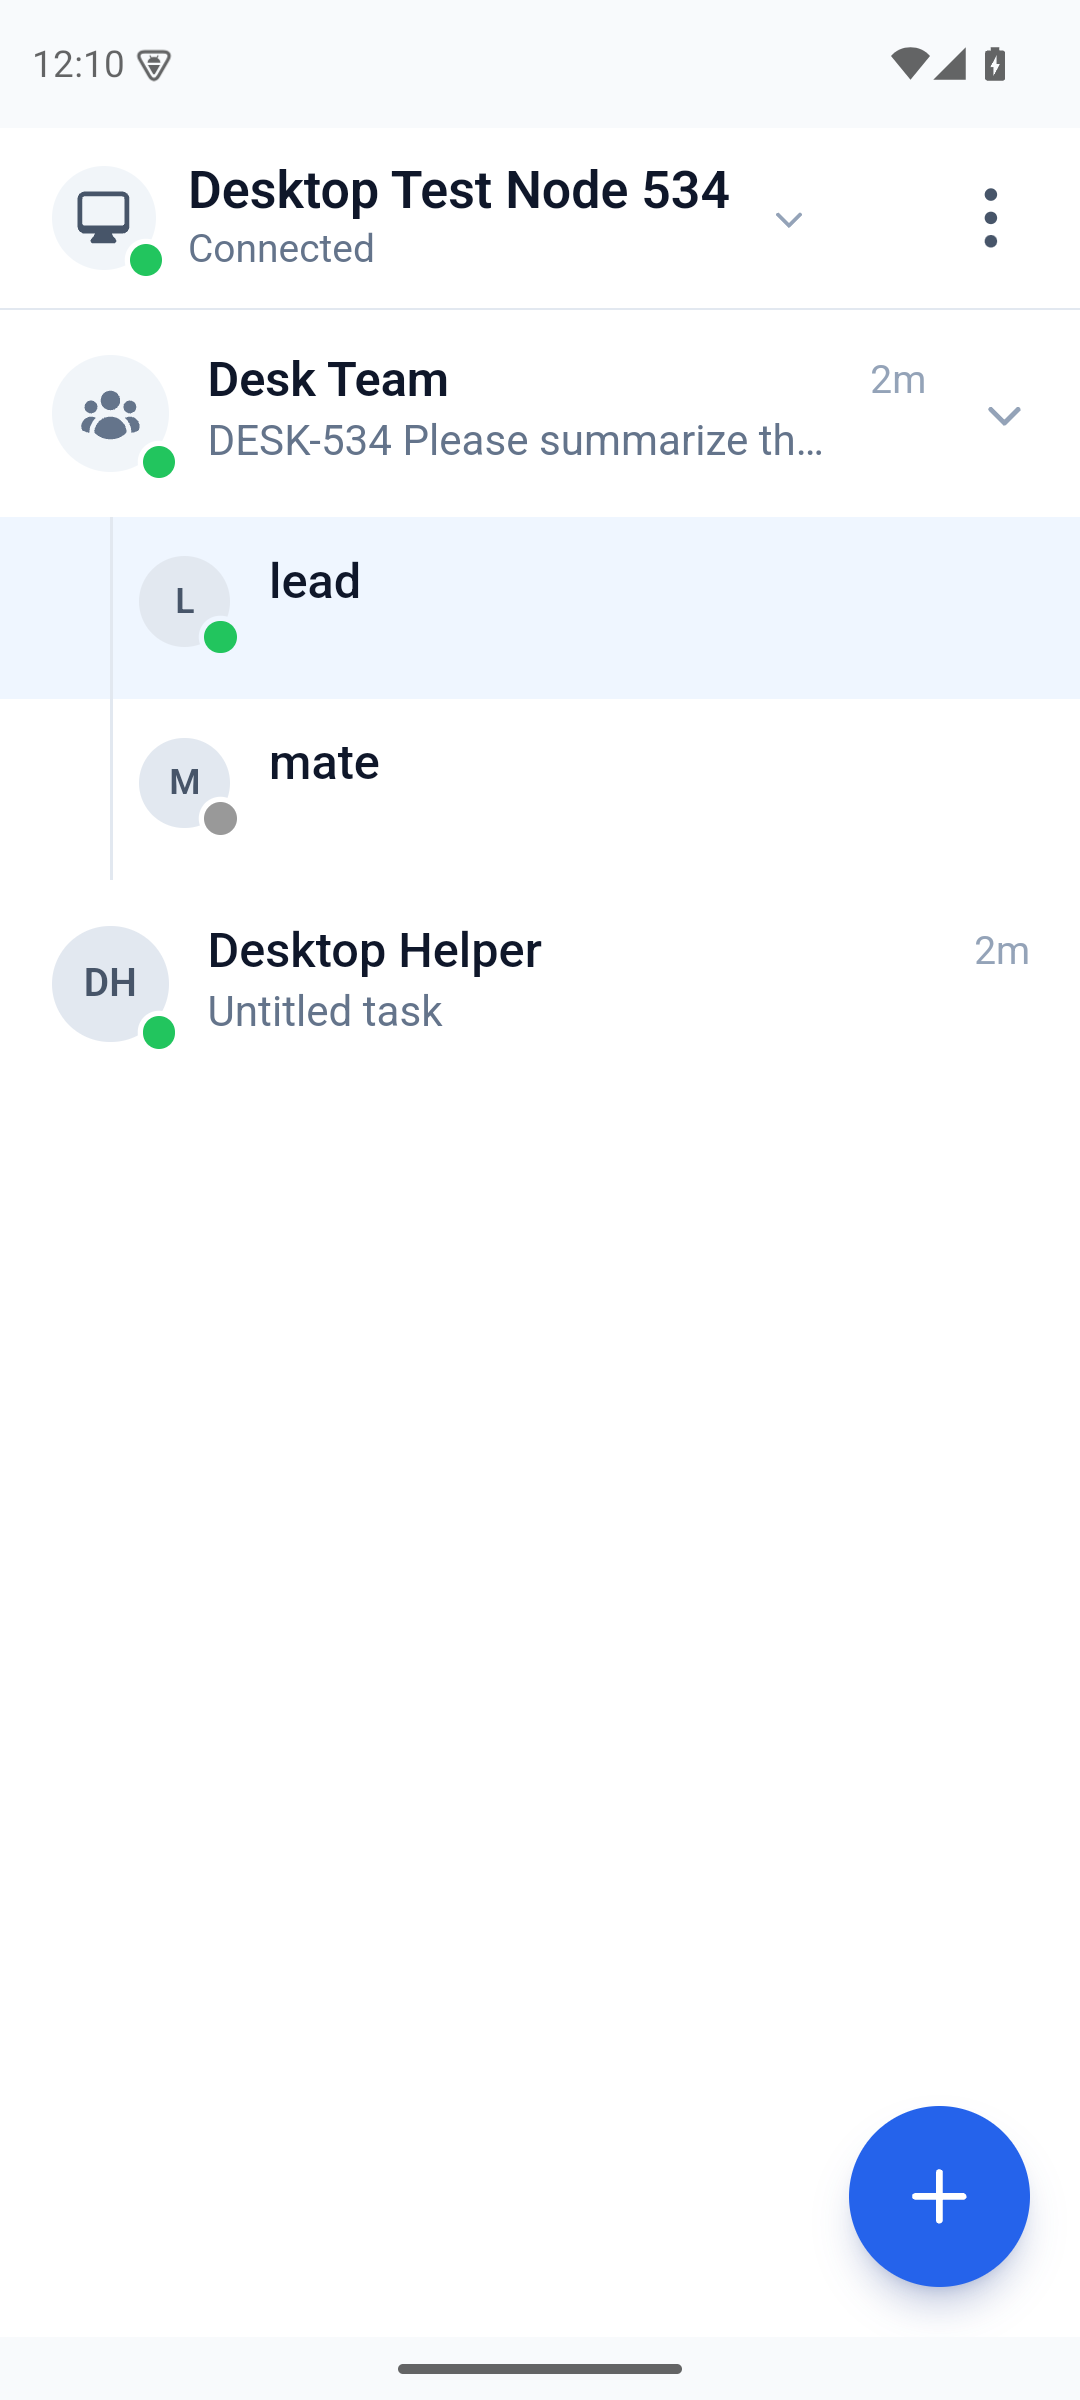 12:10
Desktop Test Node 534
Connected
Desk Team
2m
DESK-534 Please summarize th…
L
lead
M
mate
DH
Desktop Helper
2m
Untitled task